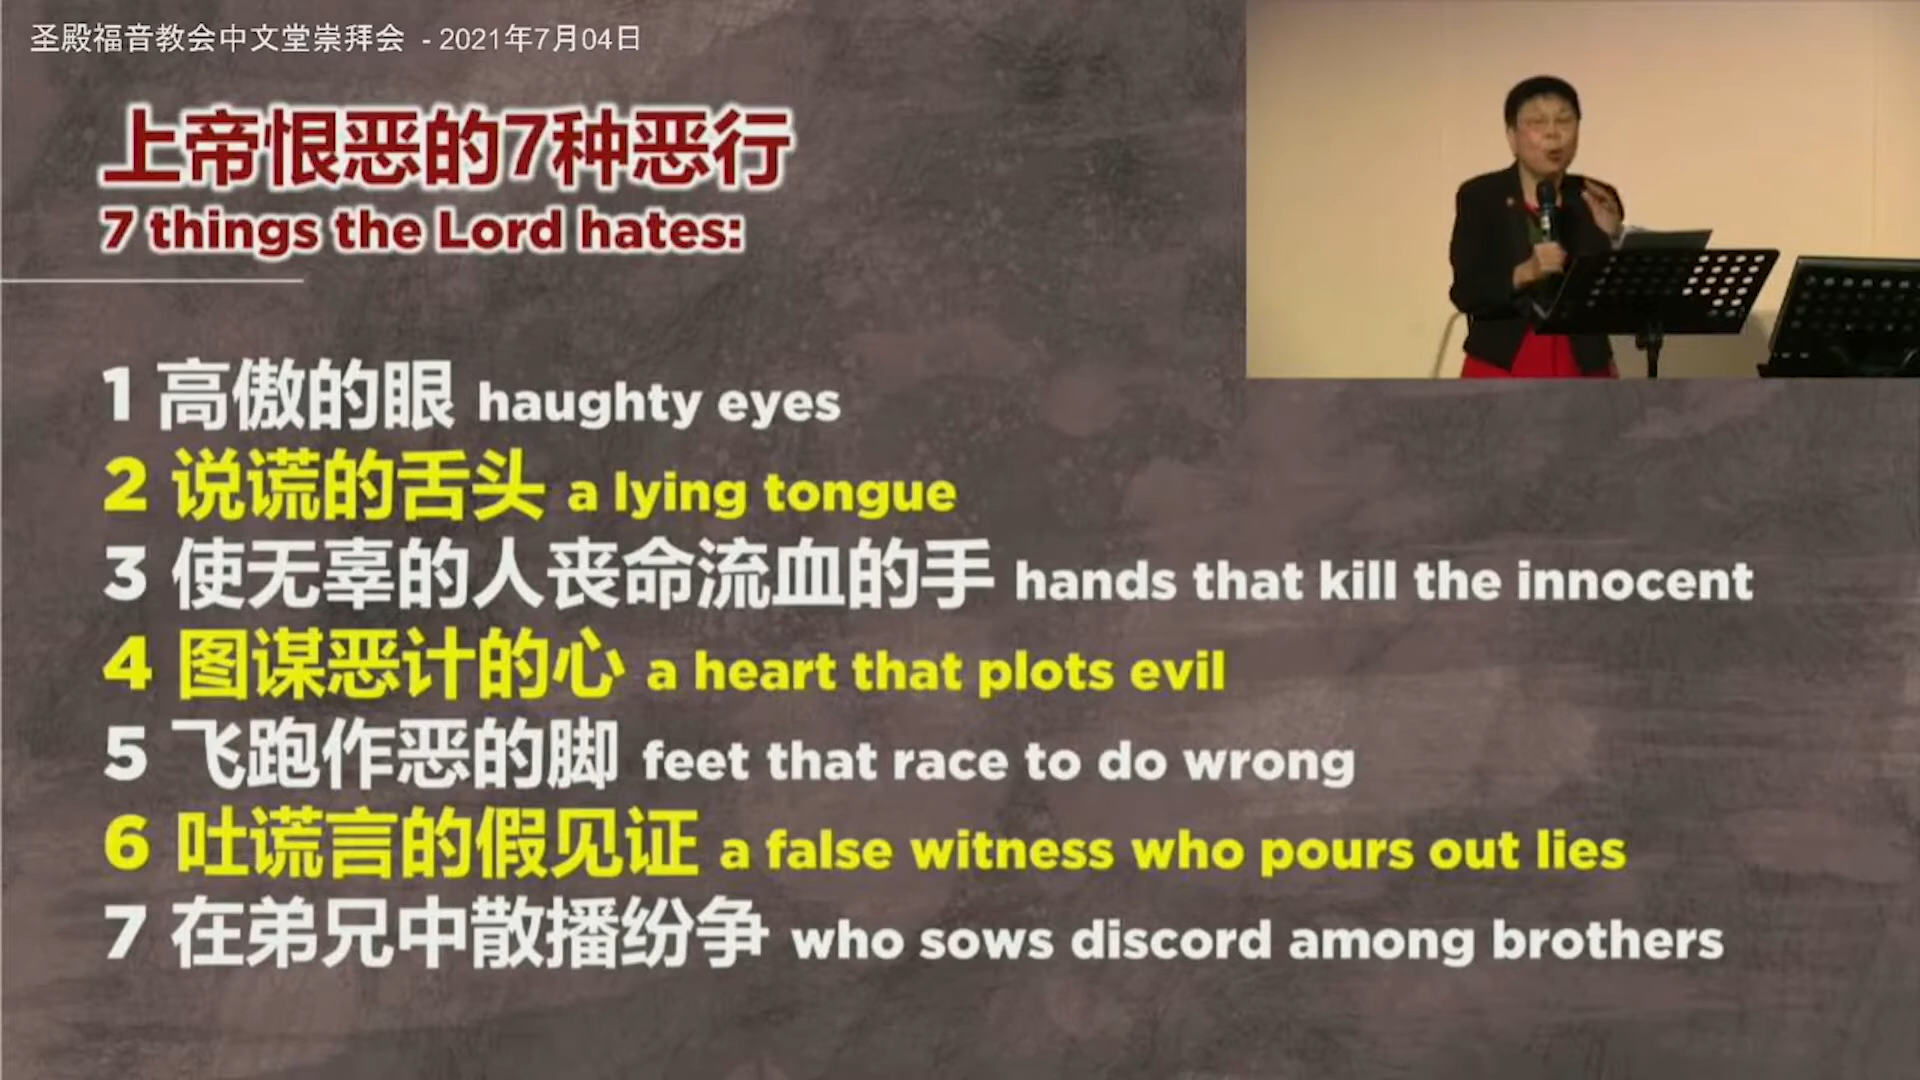 圣殿福音教会中文堂崇拜会 - 2021年7月04日
上帝恨恶的7种恶行
7 things the Lord hates:
1 高傲的眼 haughty eyes
2 说谎的舌头 a lying tongue
3 使无辜的人丧命流血的手 hands that kill the innocent
4 图谋恶计的心 a heart that plots evil
5 飞跑作恶的脚 feet that race to do wrong
6 吐谎言的假见证 a false witness who pours out lies
7 在弟兄中散播纷争 who sows discord among brothers